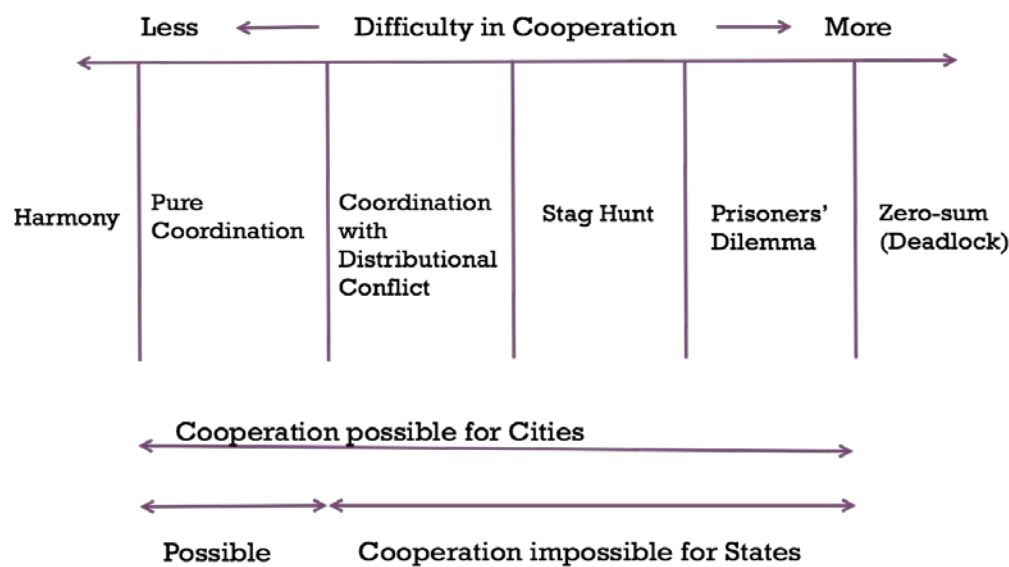 Less Difficulty in Cooperation More
Harmony
Pure
Coordination
Coordination
with
Distributional
Conflict
Stag Hunt
Prisoners’
Dilemma
Zero-sum
(Deadlock)
Cooperation possible for Cities
Possible
Cooperation impossible for States